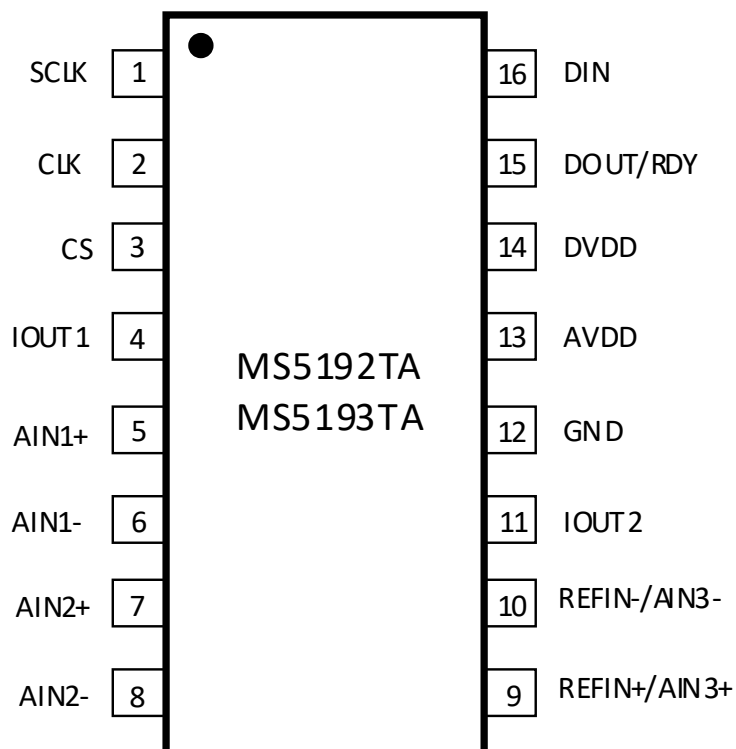 SCLK 1 16 DIN
CLK 2 15 DOUT/RDY
CS 3 14 DVDD
IOUT1 4 13 AVDD
MS5192TA
MS5193TA
AIN1+ 5 12 GND
AIN1- 6 11 IOUT2
AIN2+ 7 10 REFIN-/AIN3-
AIN2- 8 9 REFIN+/AIN3+